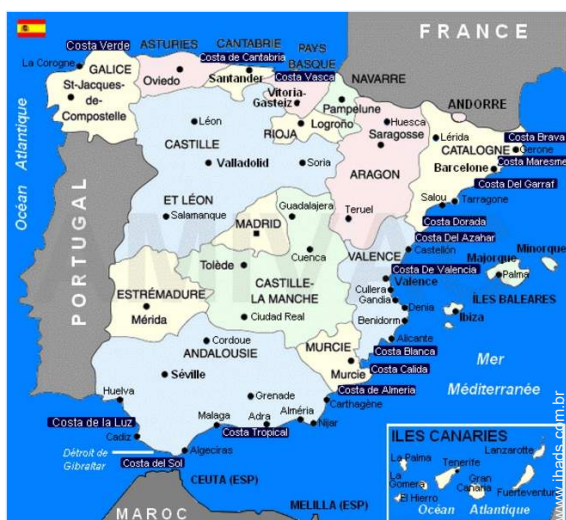 FRANCE
Costa Verde
ASTURIES
CANTABRIE
Costa de Cantabria
PAYS
BASQUE
La Corogne
GALICE
Oviedo
Santander
Costa Vasca
NAVARRE
St-Jacques-
de-
Compostelle
Vitoria-
Gasteiz
Pampelune
ANDORRE
Léon
RIOJA
Logroño
Huesca
Saragosse
Lérida
CATALOGNE
Costa Brava
Gerone
CASTILLE
Valladolid
Soria
Barcelone
Costa Maresme
ARAGON
Costa Del Garraf
Océan Atlantique
ET LÉON
Salamanque
Guadalajera
Salou
Tarragone
MADRID
Teruel
Costa Dorada
PORTUGAL
Costa Del Azahar
Castellón
VALENCE
Minorque
Majorque
Tolède
Cuenca
Costa De Valencia
Valence
Palma
CASTILLE-
LA MANCHE
ESTRÉMADURE
Cullera
Gandia
ÎLES BALEARES
Mérida
Ciudad Real
Denia
Ibiza
Benidorm
Cordoue
ANDALOUSIE
MURCIE
Alicante
Costa Blanca
Mer
Méditerranée
Séville
Murcie
Costa Calida
Huelva
Costa de Almeria
Grenade
Carthagène
Costa de la Luz
Malaga
Adra
Alméria
Nijar
Cadiz
Costa Tropical
Algeciras
Détroit de
Gibraltar
Costa del Sol
CEUTA (ESP)
MELILLA (ESP)
MAROC
ILES CANARIES
La Palma
Tenerife
Lanzarotte
La
Gomera
Gran
Canaria
El Hierro
Fuerteventura
Océan Atlantique
www.ihads.com.br